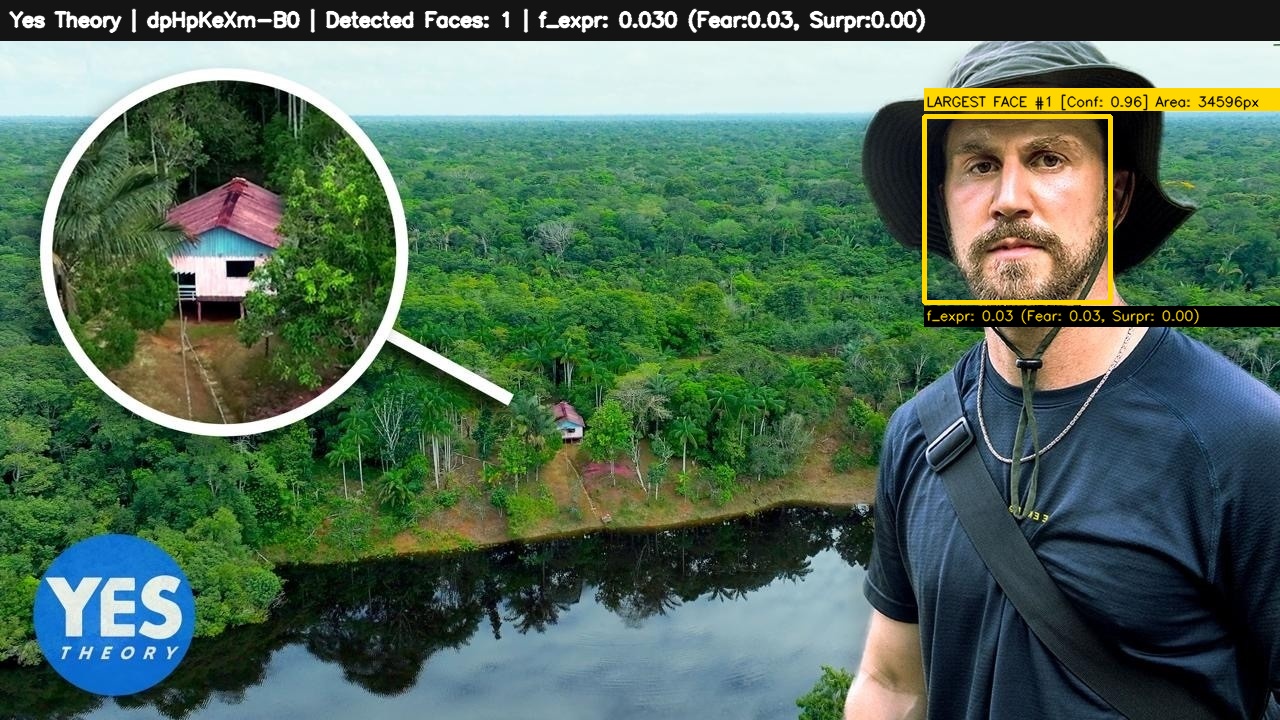 Yes Theory | dpHpKeXm-B0 | Detected Faces: 1 | f_expr: 0.030 (Fear:0.03, Surpr:0.00)
LARGEST FACE #1 [Conf: 0.96] Area: 34596px
f_expr: 0.03 (Fear: 0.03, Surpr: 0.00)
YES
THEORY